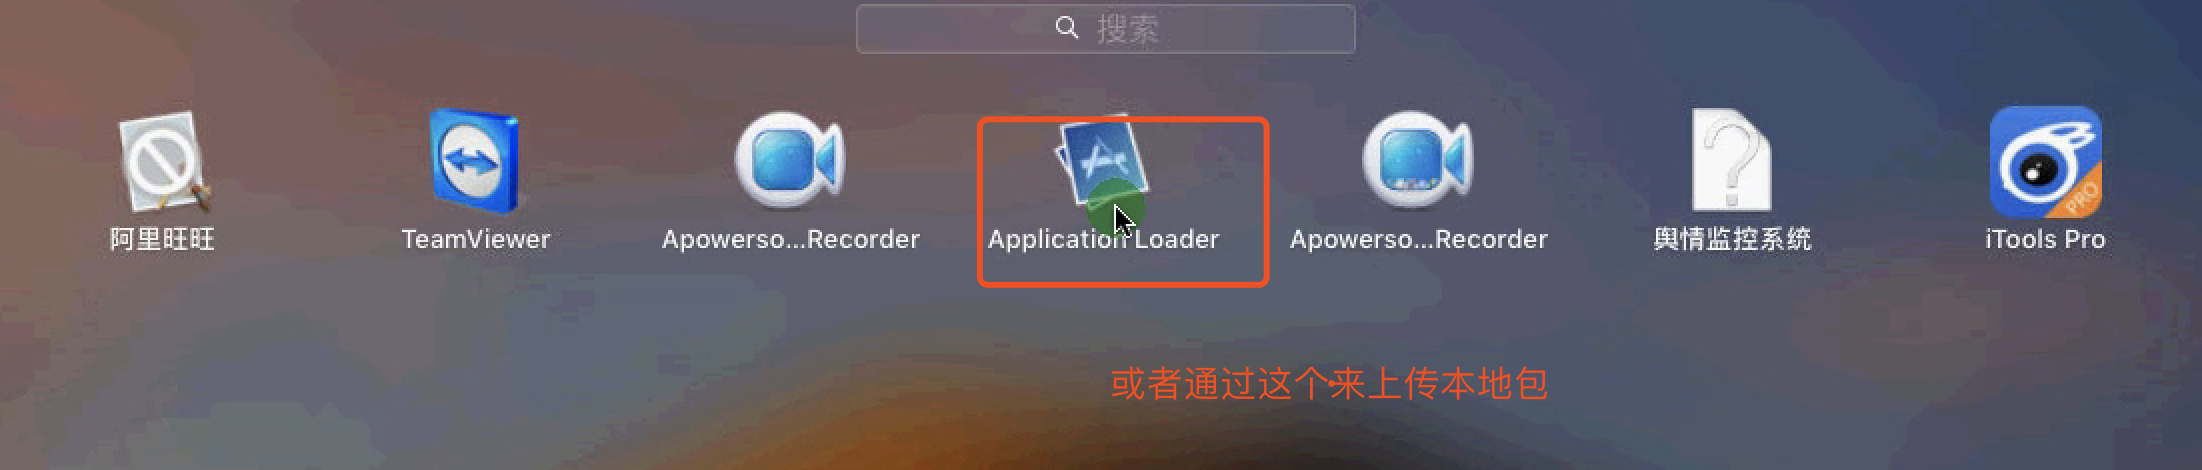 搜索
阿里旺旺
TeamViewer
Apowerso...Recorder
Application Loader
Apowerso...Recorder
舆情监控系统
iTools Pro
PRO
或者通过这个来上传本地包